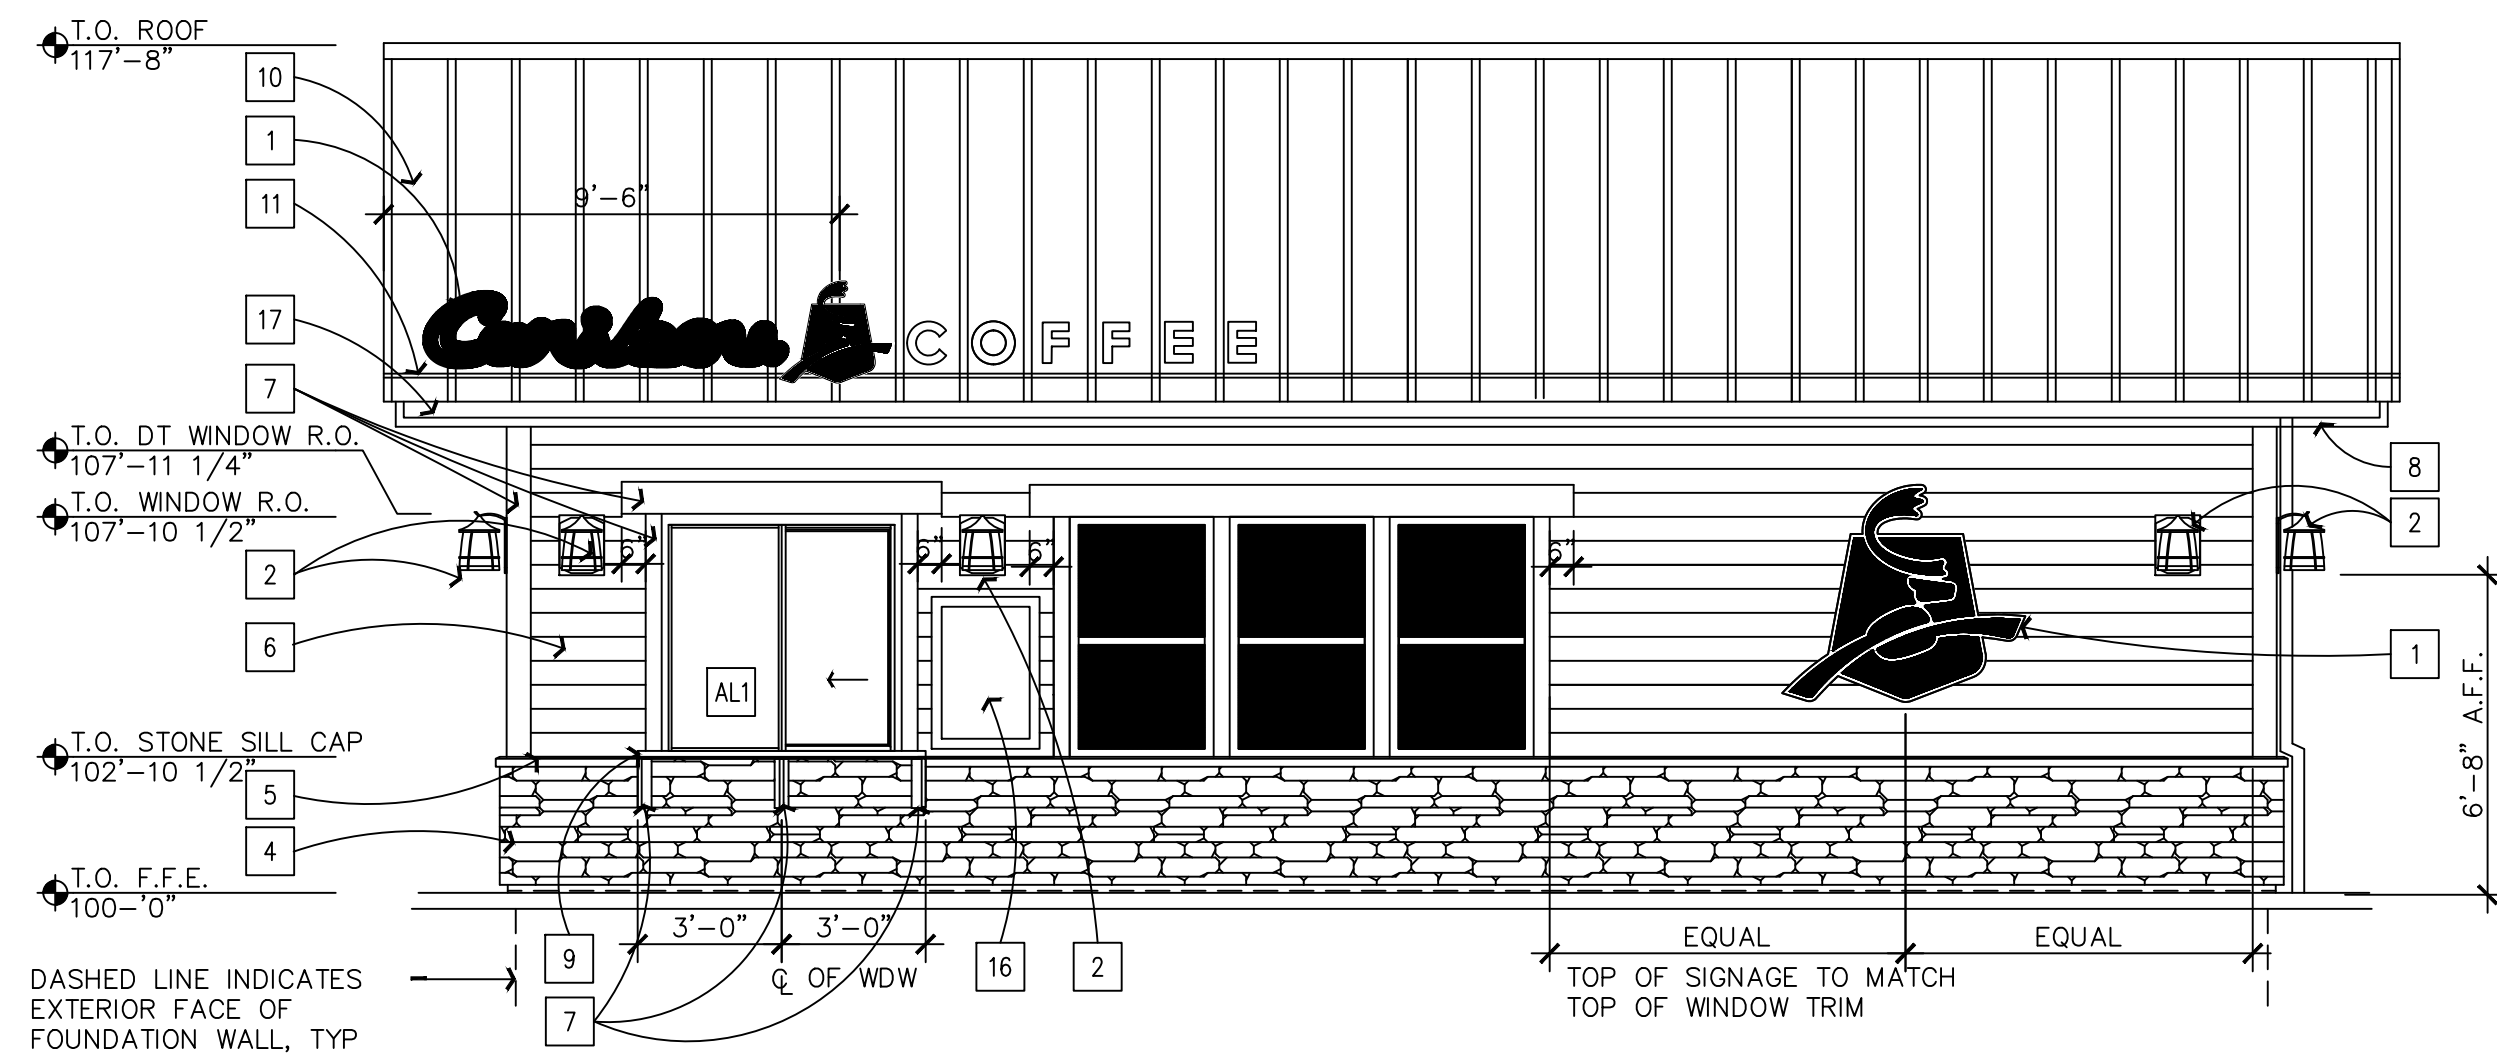 T.O. ROOF
117'-8"
10
1
11
9'-6"
Caribou COFFEE
17
7
T.O. DT WINDOW R.O.
107'-11 1/4"
8
T.O. WINDOW R.O.
107'-10 1/2"
2
2
6"
6"
6"
6"
6
1
AL1
6'-8" A.F.F.
T.O. STONE SILL CAP
102'-10 1/2"
5
4
T.O. F.F.E.
100-'0"
3'-0"
3'-0"
EQUAL
EQUAL
9
16
2
CL OF WDW
TOP OF SIGNAGE TO MATCH
TOP OF WINDOW TRIM
DASHED LINE INDICATES
EXTERIOR FACE OF
FOUNDATION WALL, TYP
7